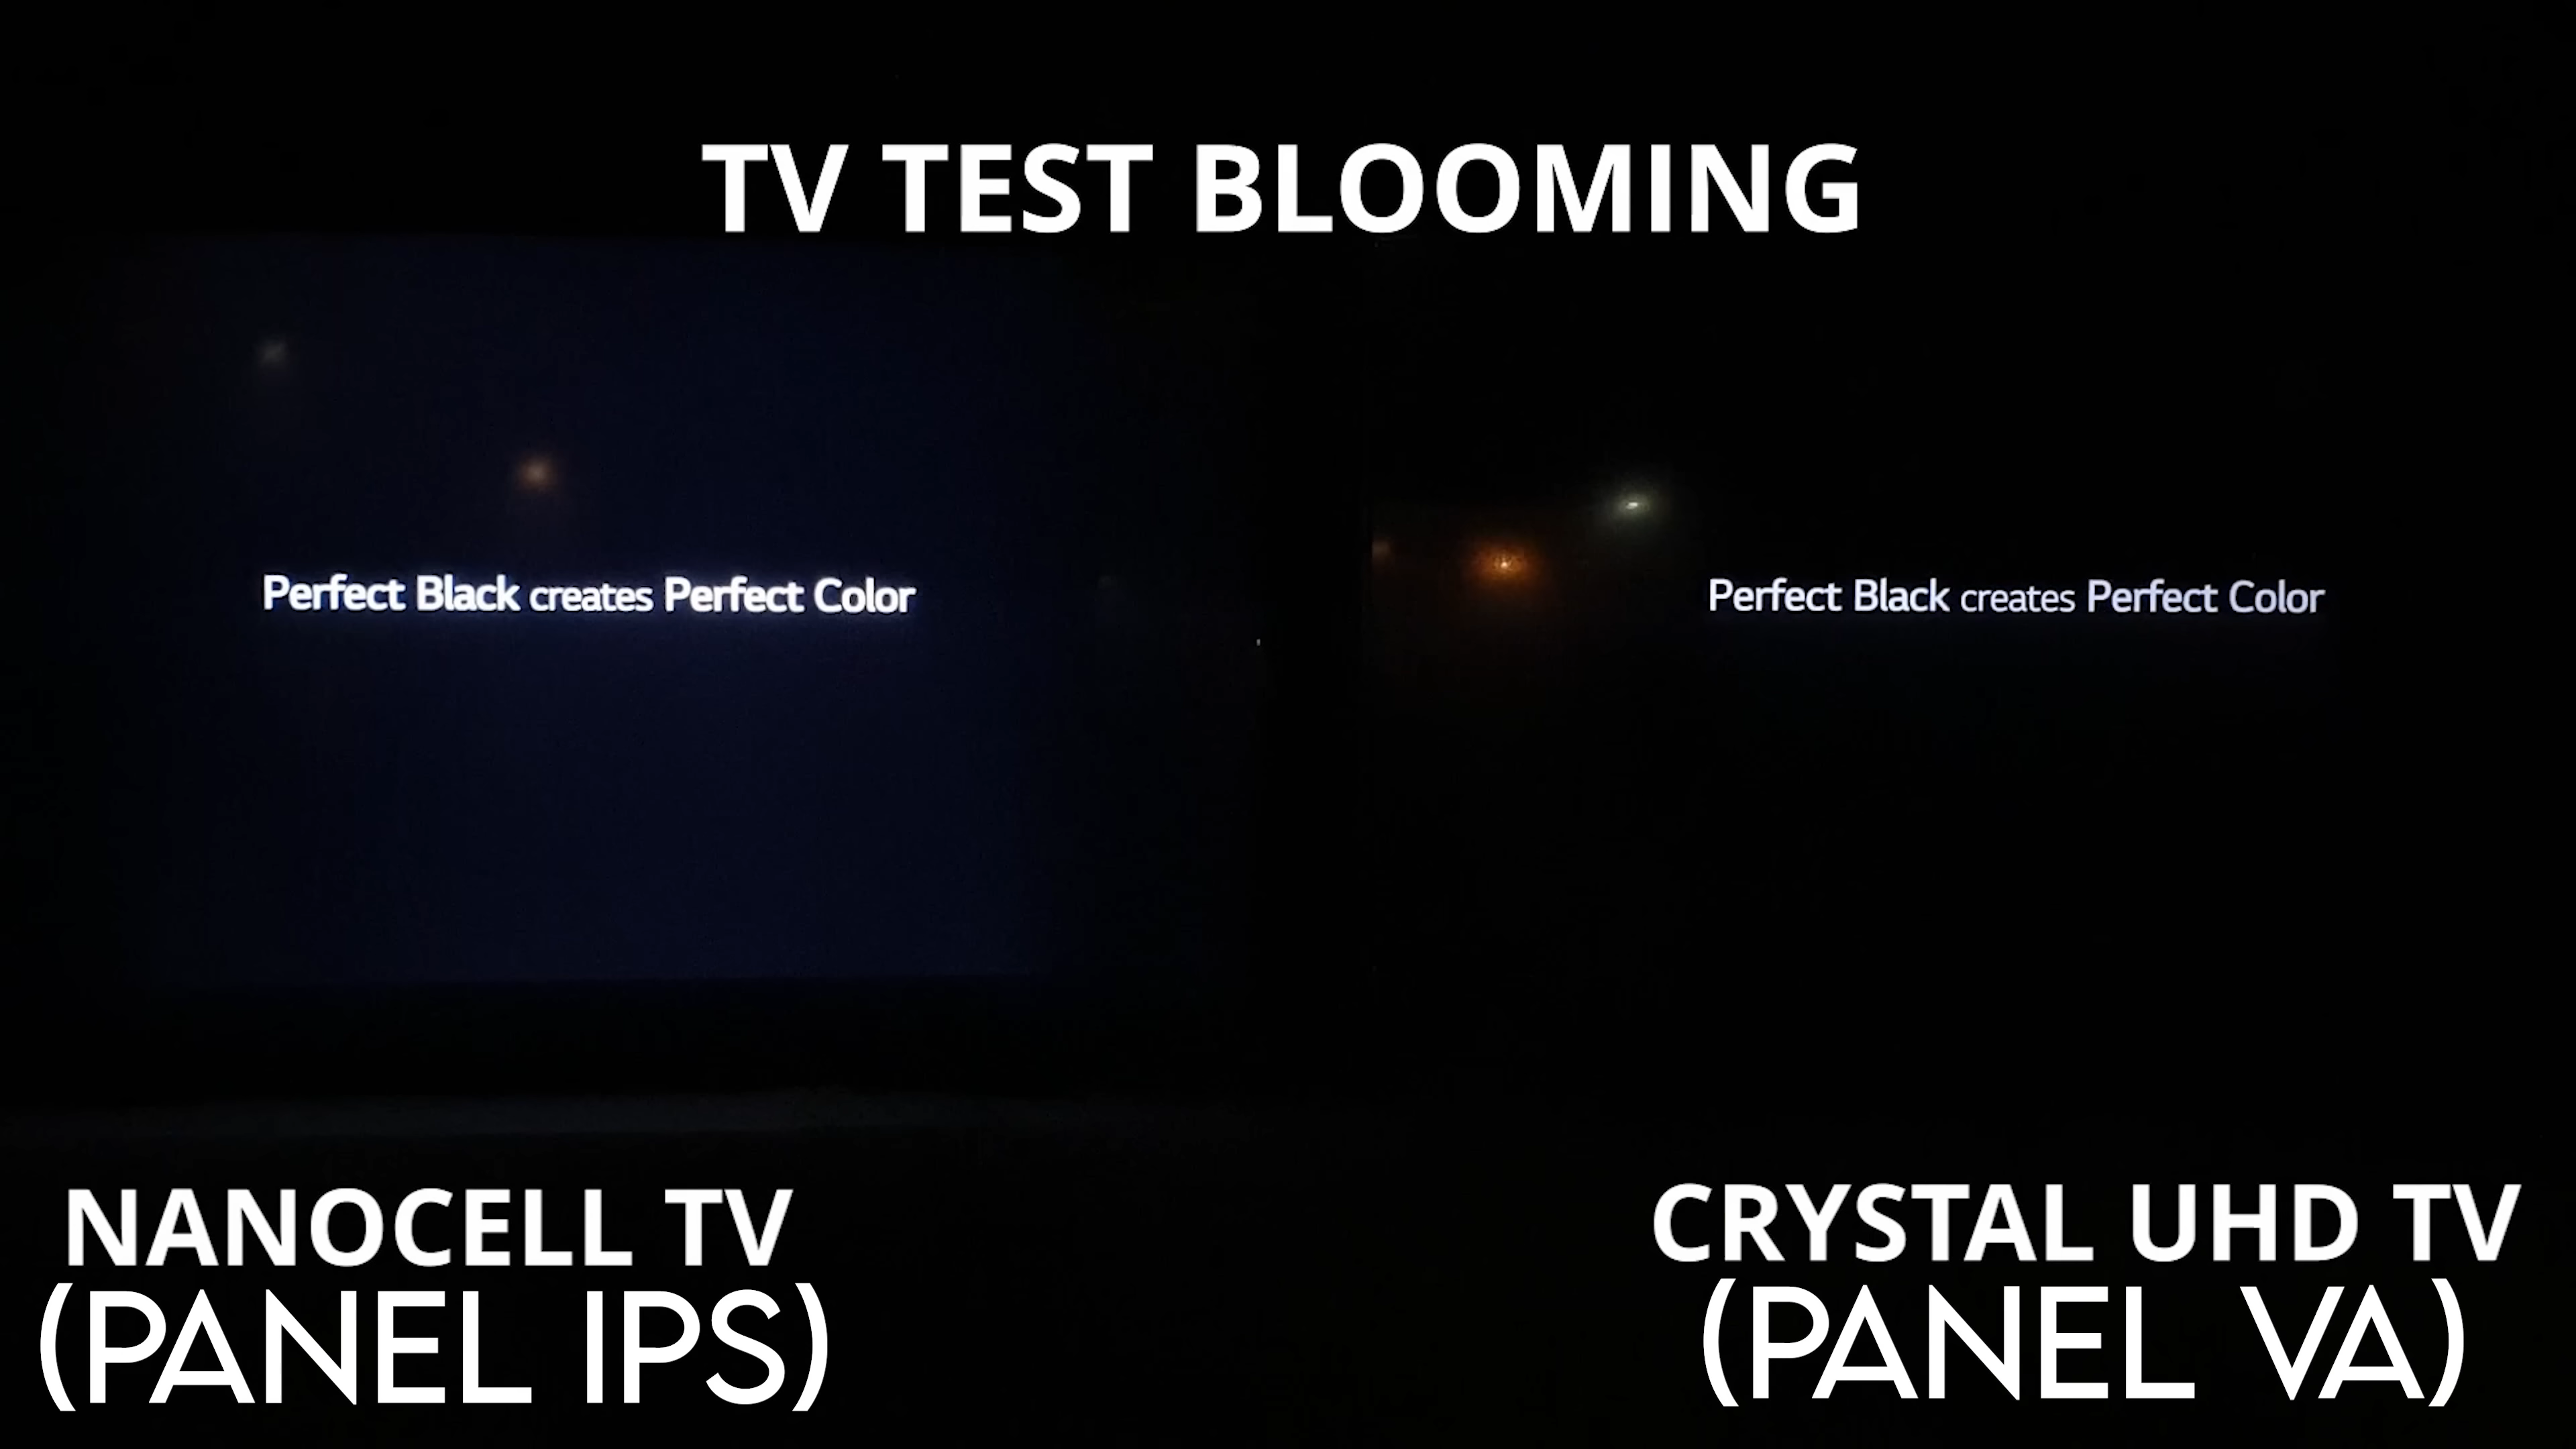 TV TEST BLOOMING
Perfect Black creates Perfect Color
Perfect Black creates Perfect Color
NANOCELL TV
(PANEL IPS)
CRYSTAL UHD TV
(PANEL VA)